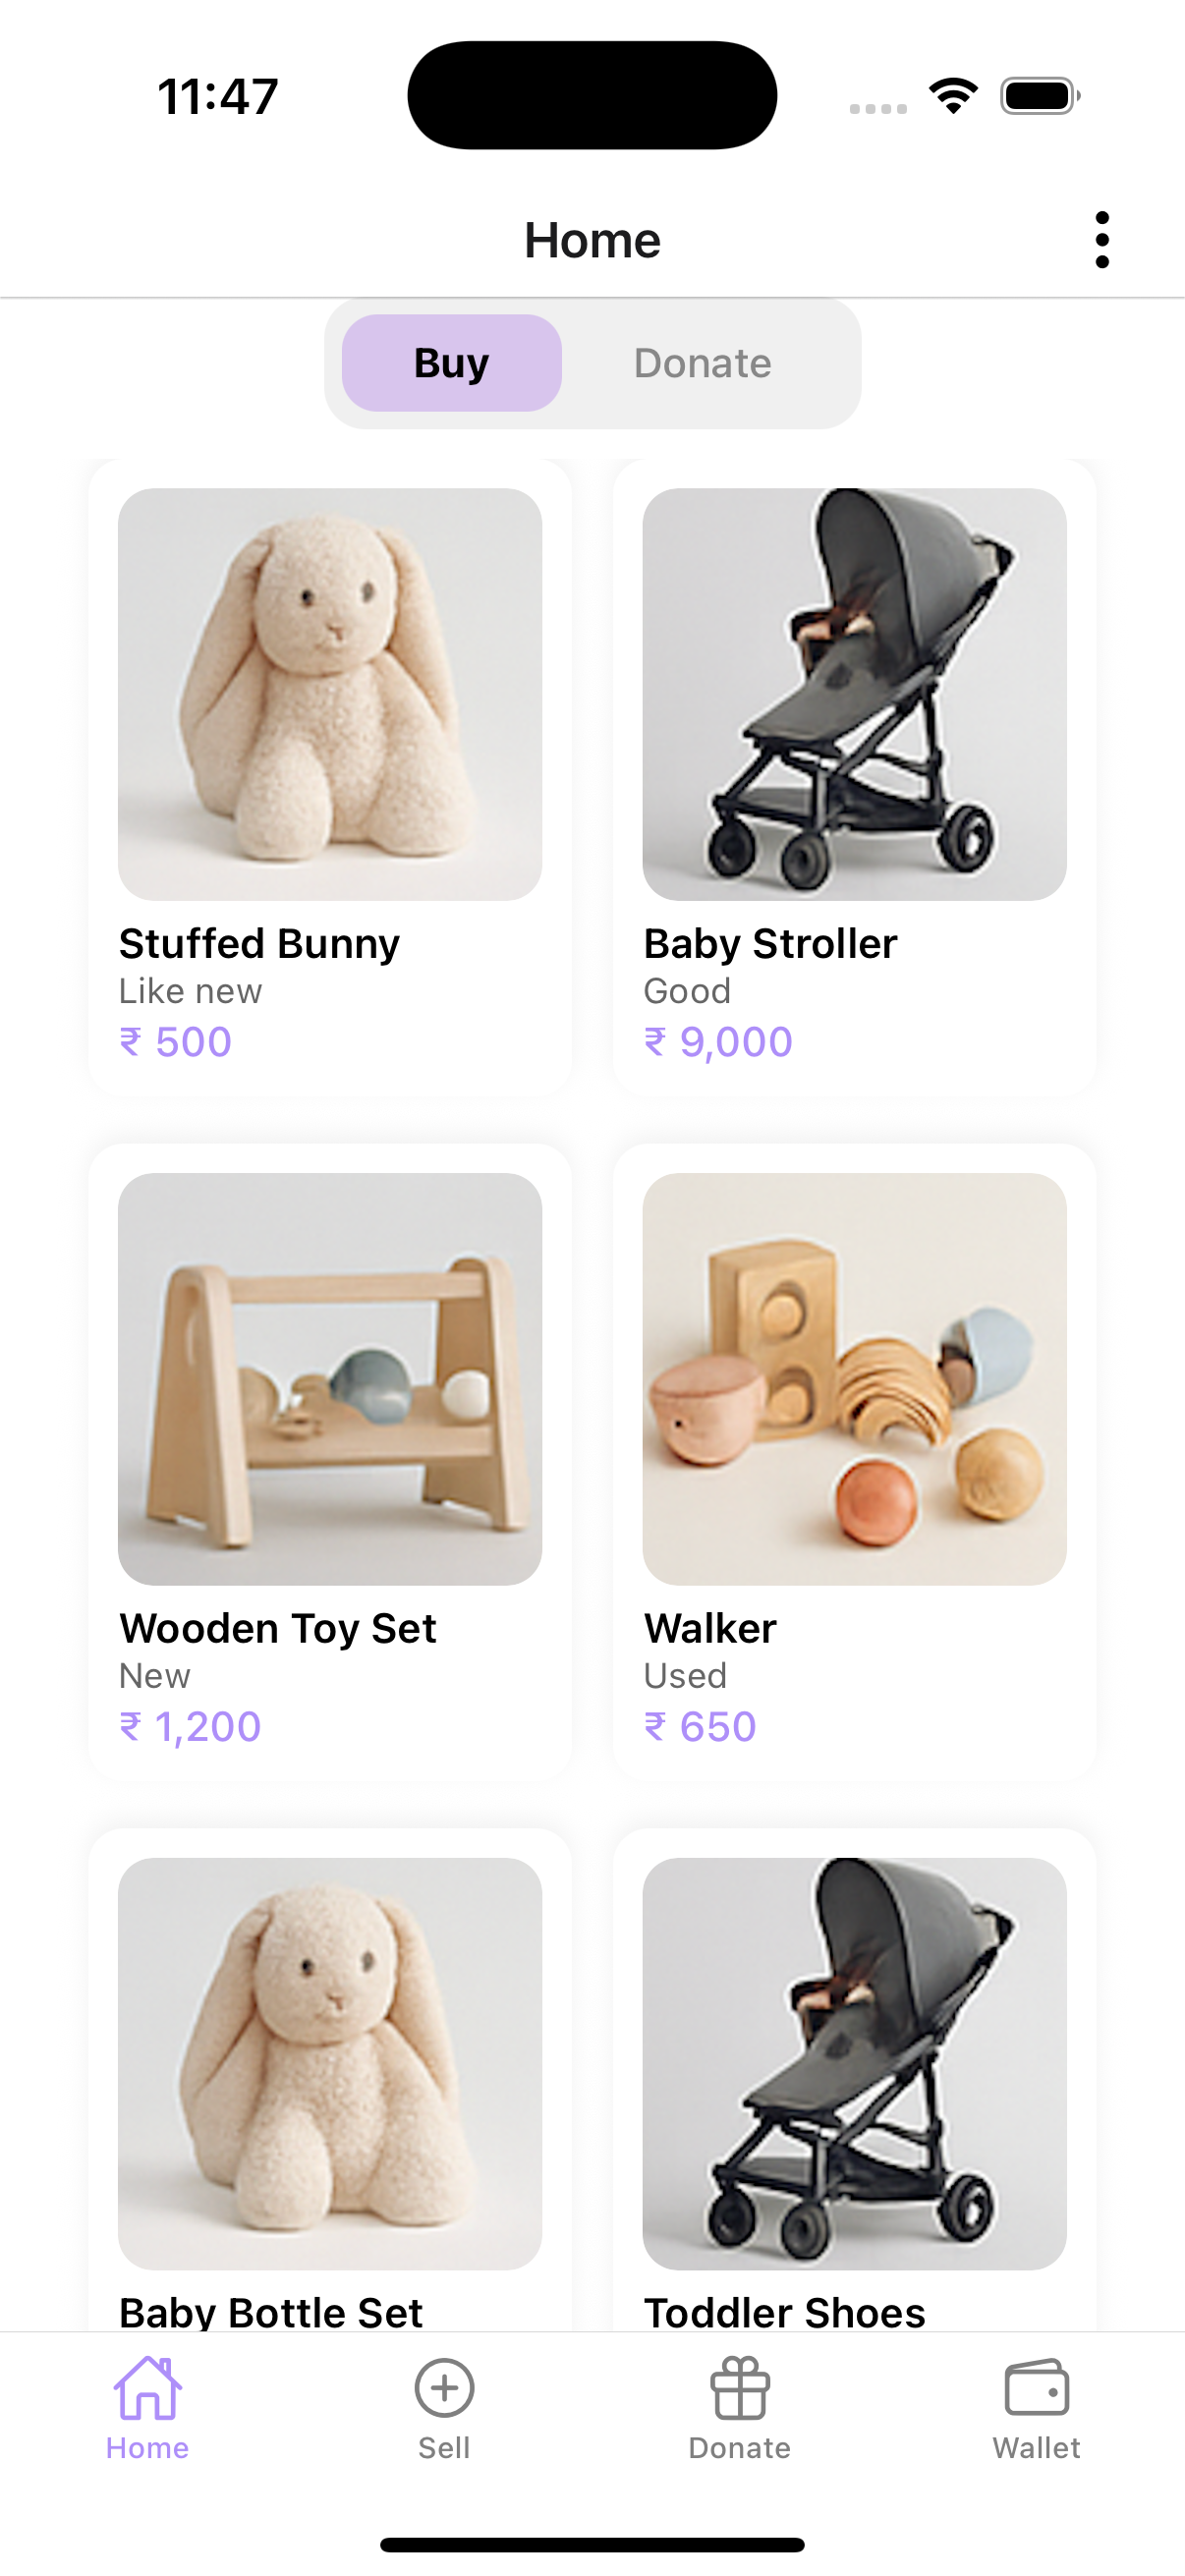 11:47
Home
Buy
Donate
Stuffed Bunny
Like new
₹ 500
Baby Stroller
Good
₹ 9,000
Wooden Toy Set
New
₹ 1,200
Walker
Used
₹ 650
Baby Bottle Set
Toddler Shoes
Home
Sell
Donate
Wallet